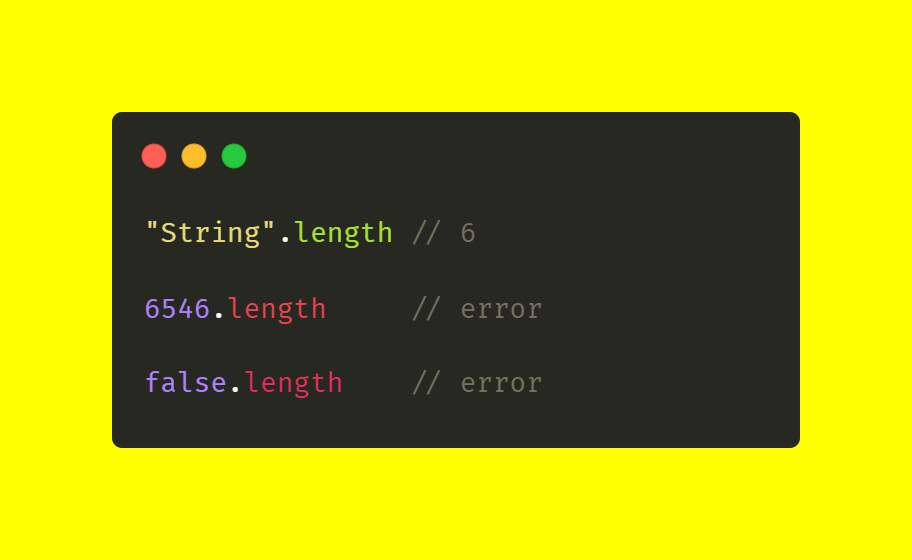 "String".length // 6
6546.length // error
false.length // error